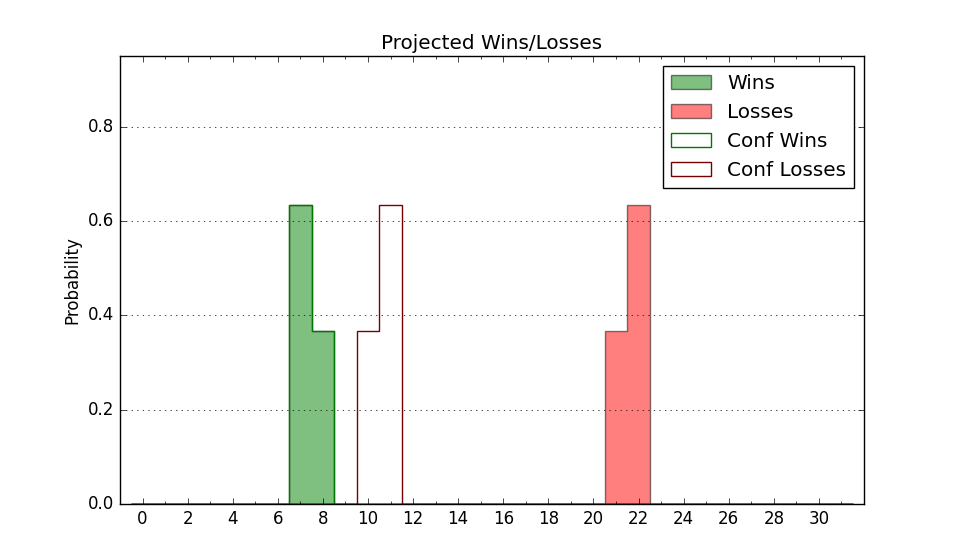 Projected Wins/Losses
Wins
Losses
Conf Wins
Conf Losses
Probability
0.8
0.6
0.4
0.2
0.0
0 2 4 6 8 10 12 14 16 18 20 22 24 26 28 30